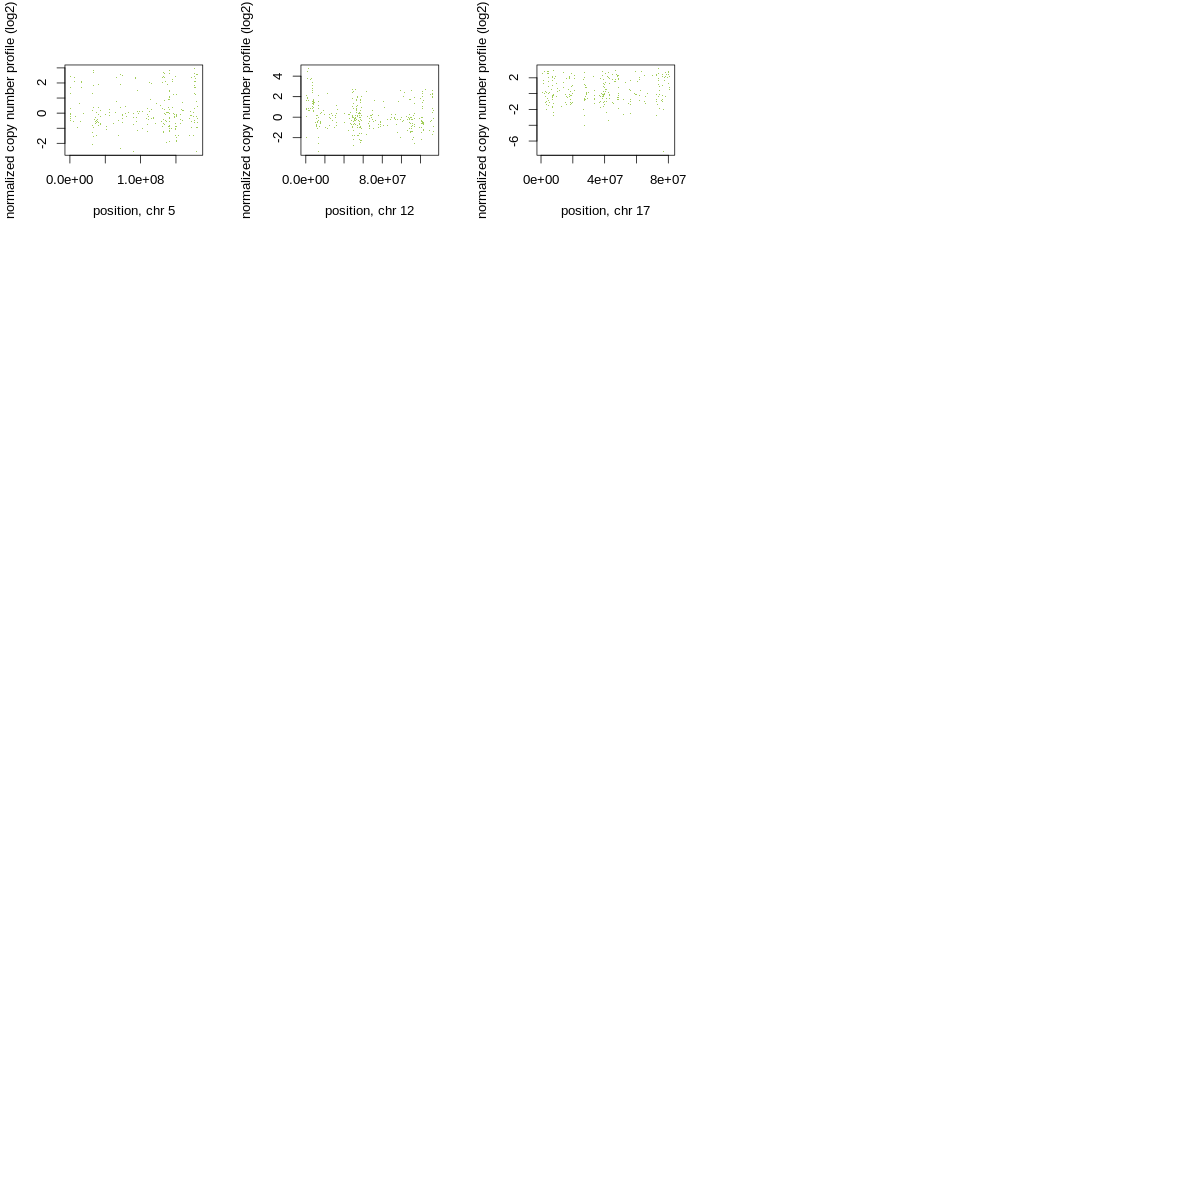 normalized copy number profile (log2)
2
0
-2
0.0e+00 1.0e+08
position, chr 5
normalized copy number profile (log2)
4
2
0
-2
0.0e+00 8.0e+07
position, chr 12
normalized copy number profile (log2)
2
-2
-6
0e+00 4e+07 8e+07
position, chr 17